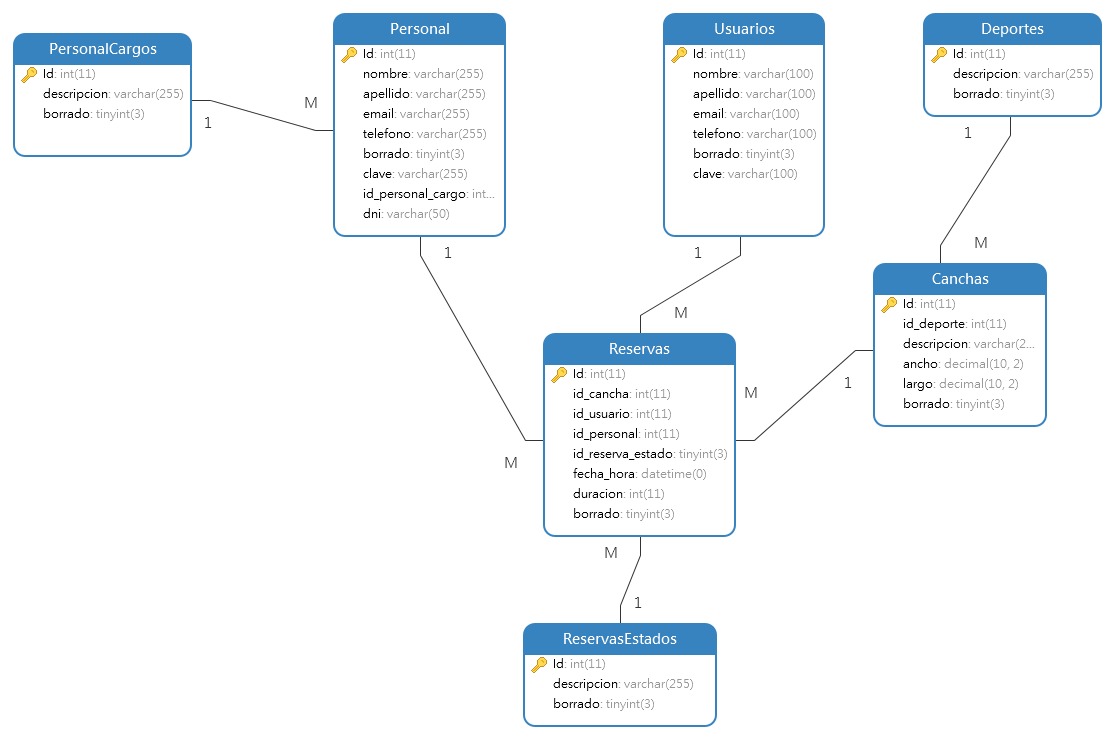 PersonalCargos
Id: int(11)
descripcion: varchar(255)
borrado: tinyint(3)
1
M
Personal
Id: int(11)
nombre: varchar(255)
apellido: varchar(255)
email: varchar(255)
telefono: varchar(255)
borrado: tinyint(3)
clave: varchar(255)
id_personal_cargo: int...
dni: varchar(50)
1
M
Usuarios
Id: int(11)
nombre: varchar(100)
apellido: varchar(100)
email: varchar(100)
telefono: varchar(100)
borrado: tinyint(3)
clave: varchar(100)
1
M
Deportes
Id: int(11)
descripcion: varchar(255)
borrado: tinyint(3)
1
M
Canchas
Id: int(11)
id_deporte: int(11)
descripcion: varchar(2...
ancho: decimal(10, 2)
largo: decimal(10, 2)
borrado: tinyint(3)
1
M
Reservas
Id: int(11)
id_cancha: int(11)
id_usuario: int(11)
id_personal: int(11)
id_reserva_estado: tinyint(3)
fecha_hora: datetime(0)
duracion: int(11)
borrado: tinyint(3)
M
1
ReservasEstados
Id: int(11)
descripcion: varchar(255)
borrado: tinyint(3)